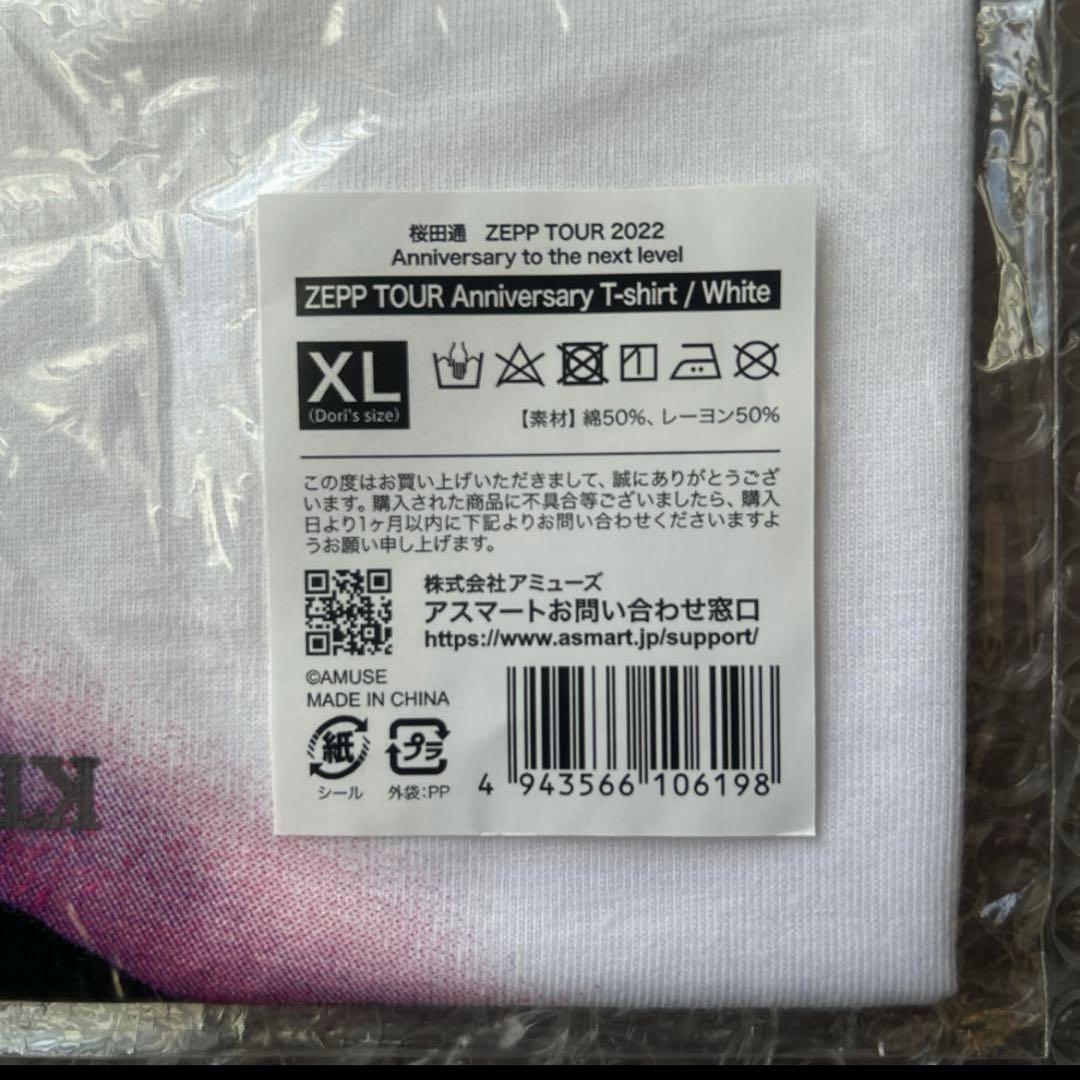 桜田通 ZEPP TOUR 2022
Anniversary to the next level
ZEPP TOUR Anniversary T-shirt / White
XL
(Dori's size)
【素材】綿50%、レーヨン50%
この度はお買い上げいただきまして、誠にありがとうござ
います。購入された商品に不具合等ございましたら、購入
日より1ヶ月以内に下記よりお問い合わせくださいますよ
うお願い申し上げます。
株式会社アミューズ
アスマートお問い合わせ窓口
https://www.asmart.jp/support/
©AMUSE
MADE IN CHINA
紙
プラ
シール 外袋:PP
4 943566 106198